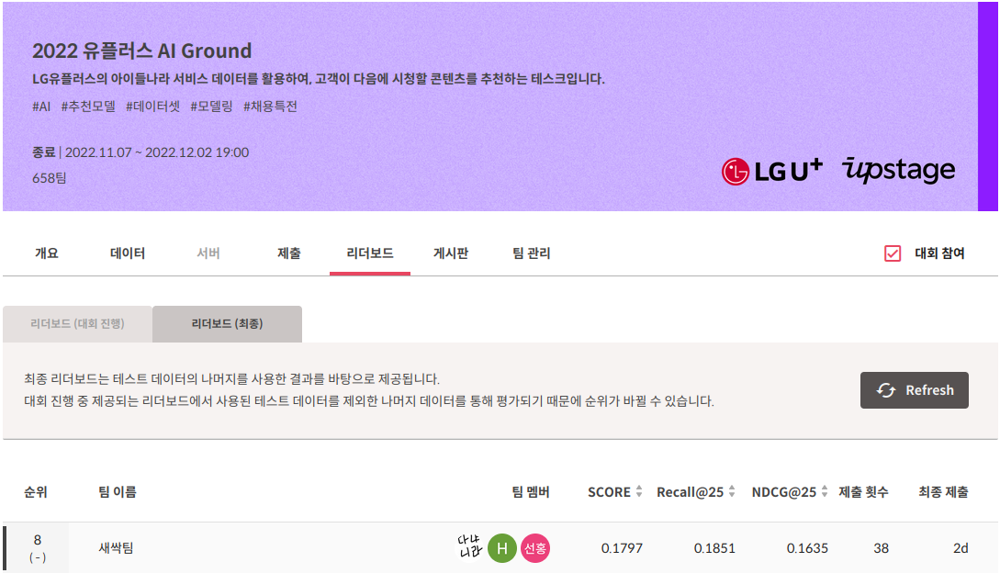 2022 유플러스 AI Ground
LG유플러스의 아이들나라 서비스 데이터를 활용하여, 고객이 다음에 시청할 콘텐츠를 추천하는 테스크입니다.
#AI #추천모델 #데이터셋 #모델링 #채용특전
종료 | 2022.11.07 ~ 2022.12.02 19:00
658팀
LG U+ upstage
개요 데이터 서버 제출 리더보드 게시판 팀 관리 대회 참여
리더보드 (대회 진행) 리더보드 (최종)
최종 리더보드는 테스트 데이터의 나머지를 사용한 결과를 바탕으로 제공됩니다.
대회 진행 중 제공되는 리더보드에서 사용된 테스트 데이터를 제외한 나머지 데이터를 통해 평가되기 때문에 순위가 바뀔 수 있습니다.
Refresh
순위 팀 이름 팀 멤버 SCORE Recall@25 NDCG@25 제출 횟수 최종 제출
8 새싹팀 다냐니라 H 선홍 0.1797 0.1851 0.1635 38 2d
(-)